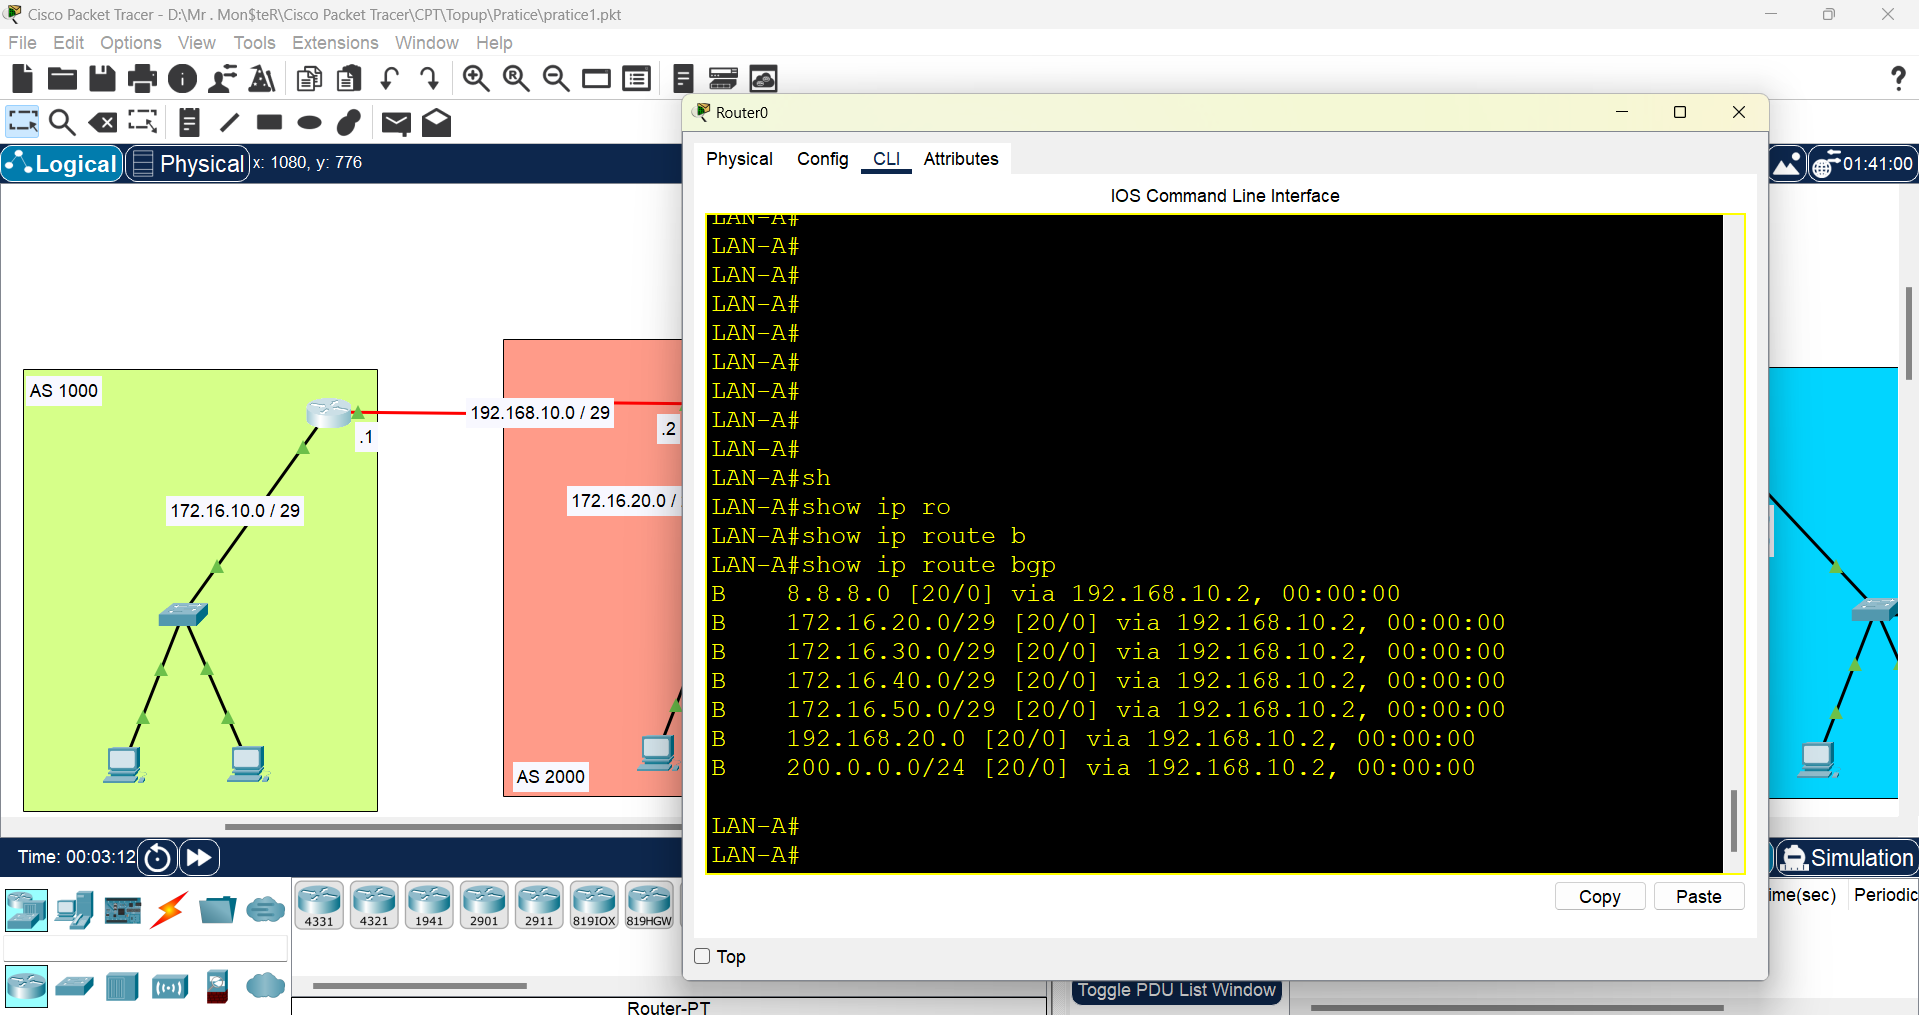 Cisco Packet Tracer - D:\Mr . Mon$teR\Cisco Packet Tracer\CPT\Topup\Pratice\pratice1.pkt
File Edit Options View Tools Extensions Window Help
Router0
Logical Physical x: 1080, y: 776
01:41:00
Physical Config CLI Attributes
IOS Command Line Interface
LAN-A#
LAN-A#
LAN-A#
LAN-A#
LAN-A#
LAN-A#
LAN-A#
LAN-A#
LAN-A#
LAN-A#sh
LAN-A#show ip ro
LAN-A#show ip route b
LAN-A#show ip route bgp
B 8.8.8.0 [20/0] via 192.168.10.2, 00:00:00
B 172.16.20.0/29 [20/0] via 192.168.10.2, 00:00:00
B 172.16.30.0/29 [20/0] via 192.168.10.2, 00:00:00
B 172.16.40.0/29 [20/0] via 192.168.10.2, 00:00:00
B 172.16.50.0/29 [20/0] via 192.168.10.2, 00:00:00
B 192.168.20.0 [20/0] via 192.168.10.2, 00:00:00
B 200.0.0.0/24 [20/0] via 192.168.10.2, 00:00:00
LAN-A#
LAN-A#
Copy Paste
Top
AS 1000
192.168.10.0 / 29
.1
.2
172.16.10.0 / 29
172.16.20.0 /
AS 2000
Time: 00:03:12
Simulation
4331 4321 1941 2901 2911 819IOX 819HGW
ime(sec) Periodic
Toggle PDU List Window
Router-PT